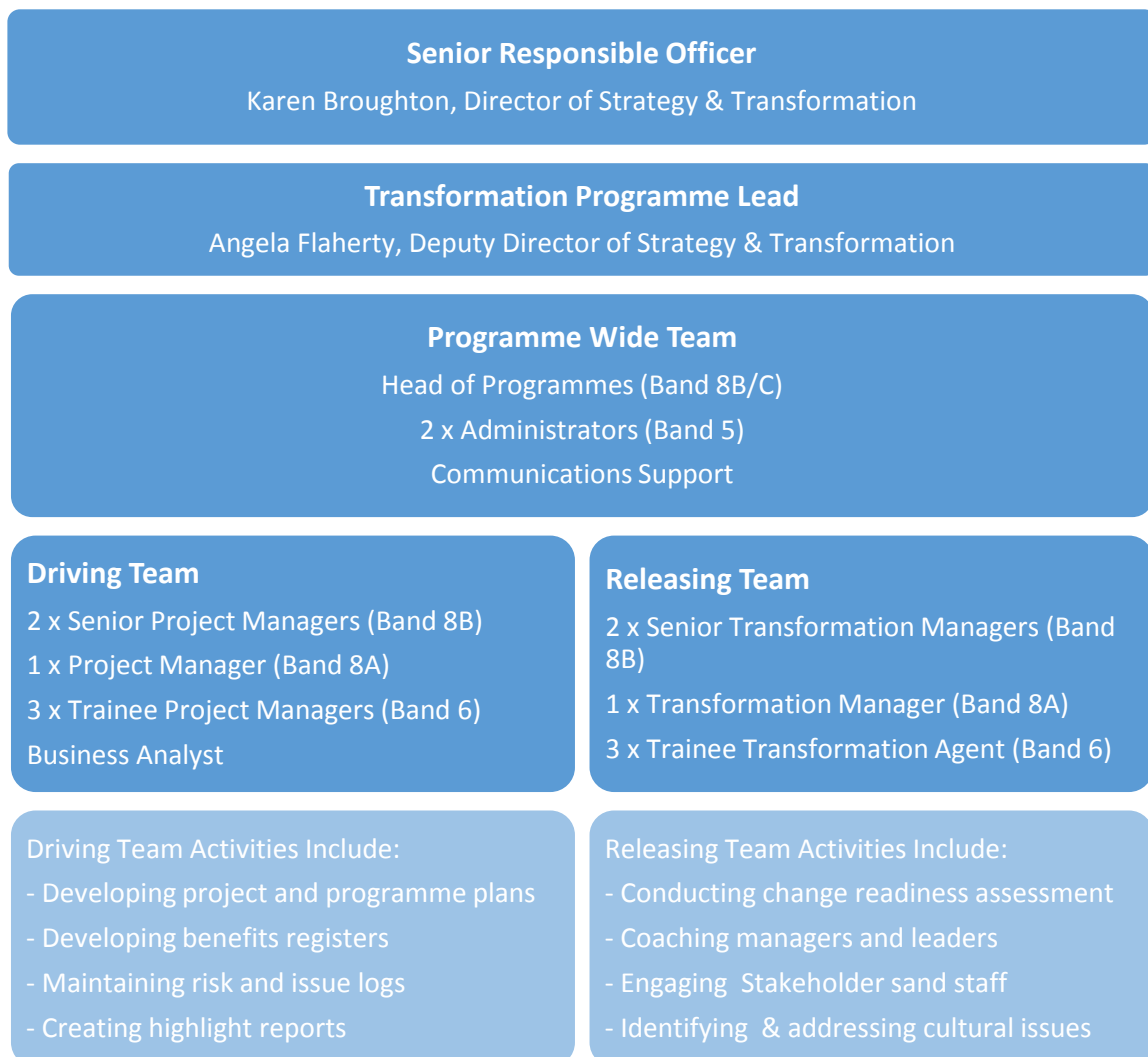 Senior Responsible Officer
Karen Broughton, Director of Strategy & Transformation
Transformation Programme Lead
Angela Flaherty, Deputy Director of Strategy & Transformation
Programme Wide Team
Head of Programmes (Band 8B/C)
2 x Administrators (Band 5)
Communications Support
Driving Team
2 x Senior Project Managers (Band 8B)
1 x Project Manager (Band 8A)
3 x Trainee Project Managers (Band 6)
Business Analyst
Releasing Team
2 x Senior Transformation Managers (Band
8B)
1 x Transformation Manager (Band 8A)
3 x Trainee Transformation Agent (Band 6)
Driving Team Activities Include:
- Developing project and programme plans
- Developing benefits registers
- Maintaining risk and issue logs
- Creating highlight reports
Releasing Team Activities Include:
- Conducting change readiness assessment
- Coaching managers and leaders
- Engaging  Stakeholder sand staff
- Identifying  & addressing cultural issues